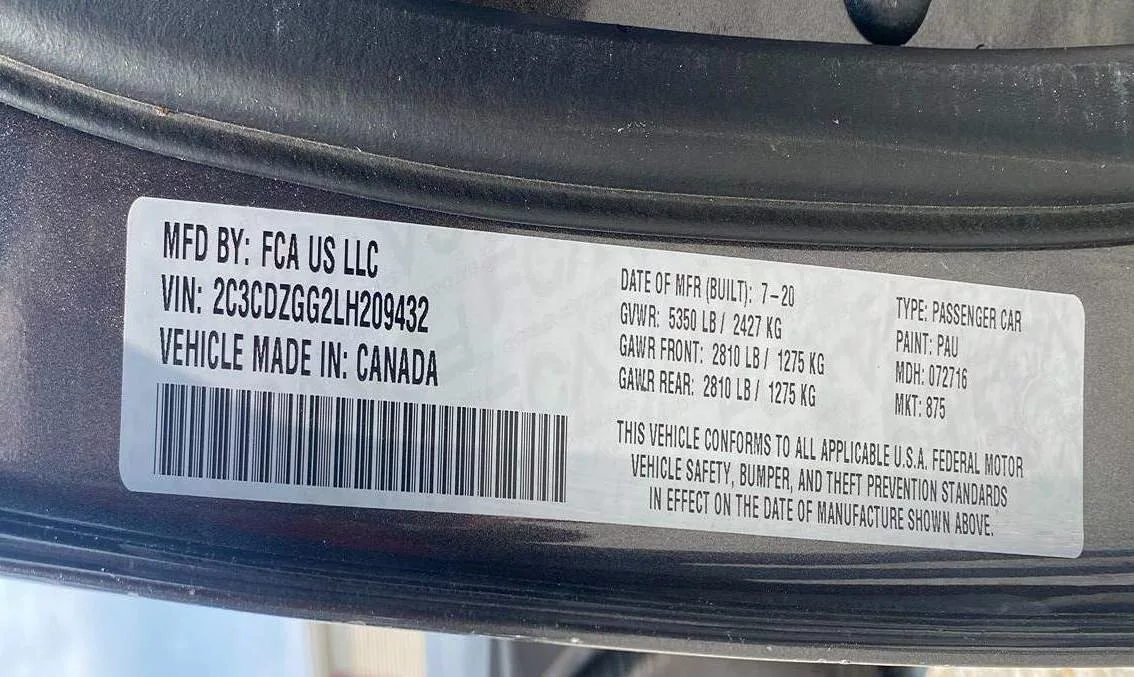 MFD BY: FCA US LLC
VIN: 2C3CDZGG2LH209432
VEHICLE MADE IN: CANADA
DATE OF MFR (BUILT): 7-20
GVWR: 5350 LB / 2427 KG
GAWR FRONT: 2810 LB / 1275 KG
GAWR REAR: 2810 LB / 1275 KG
TYPE: PASSENGER CAR
PAINT: PAU
MDH: 072716
MKT: 875
THIS VEHICLE CONFORMS TO ALL APPLICABLE U.S.A. FEDERAL MOTOR
VEHICLE SAFETY, BUMPER, AND THEFT PREVENTION STANDARDS
IN EFFECT ON THE DATE OF MANUFACTURE SHOWN ABOVE.